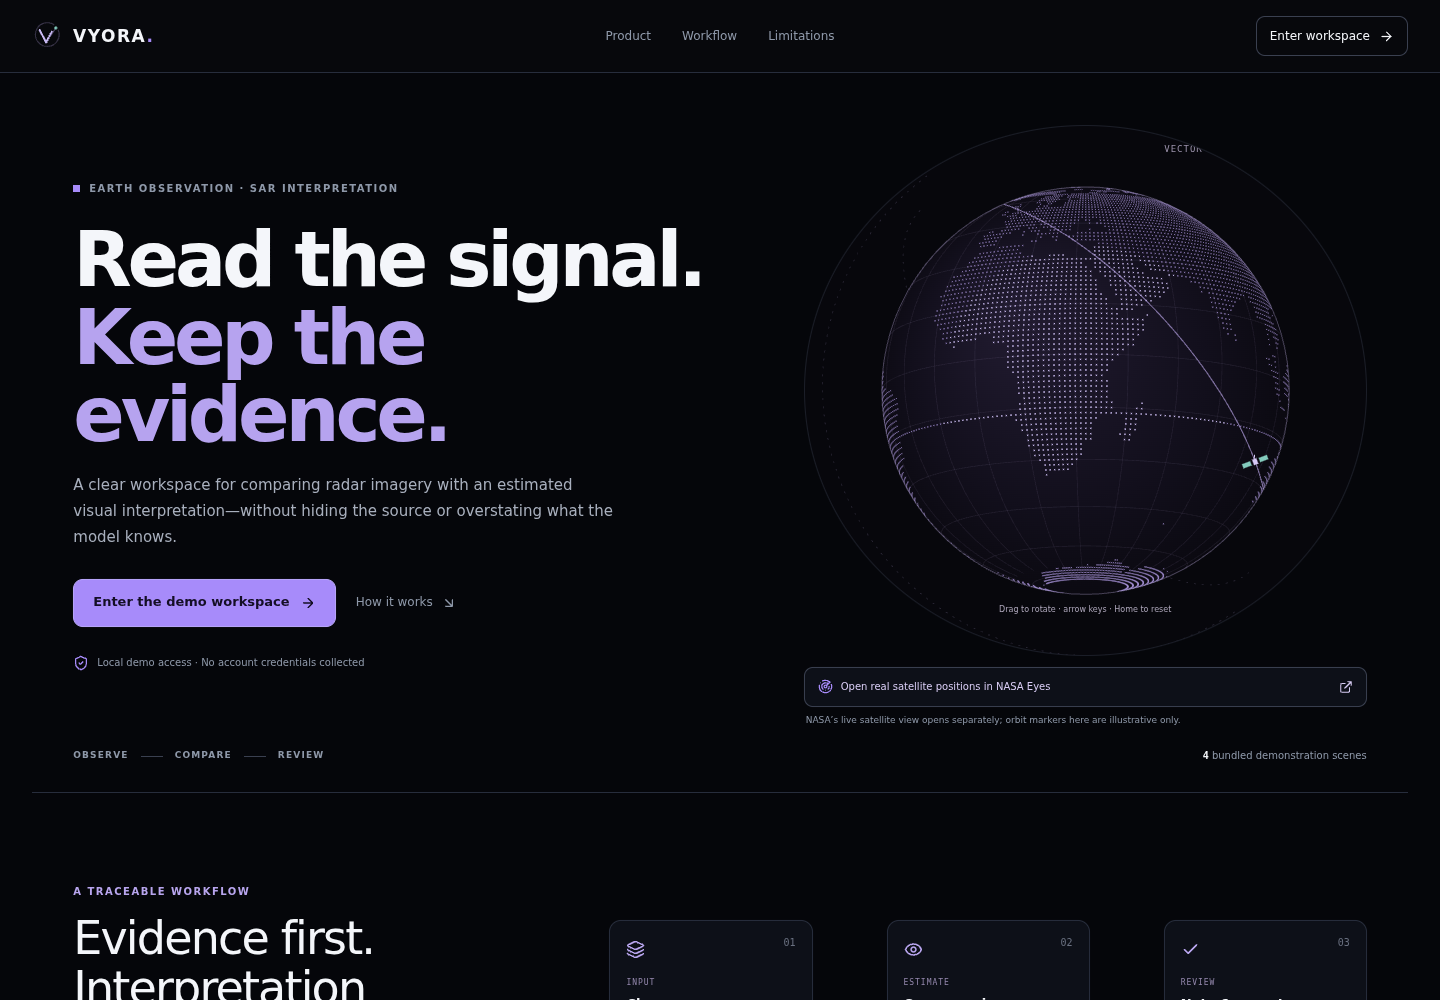 VYORA.
Product
Workflow
Limitations
Enter workspace
EARTH OBSERVATION · SAR INTERPRETATION
Read the signal.
Keep the
evidence.
A clear workspace for comparing radar imagery with an estimated
visual interpretation—without hiding the source or overstating what the
model knows.
Enter the demo workspace
How it works
Local demo access · No account credentials collected
VECTOR
Drag to rotate · arrow keys · Home to reset
Open real satellite positions in NASA Eyes
NASA's live satellite view opens separately; orbit markers here are illustrative only.
OBSERVE
COMPARE
REVIEW
4 bundled demonstration scenes
A TRACEABLE WORKFLOW
Evidence first.
Interpretation
01
INPUT
02
ESTIMATE
03
REVIEW